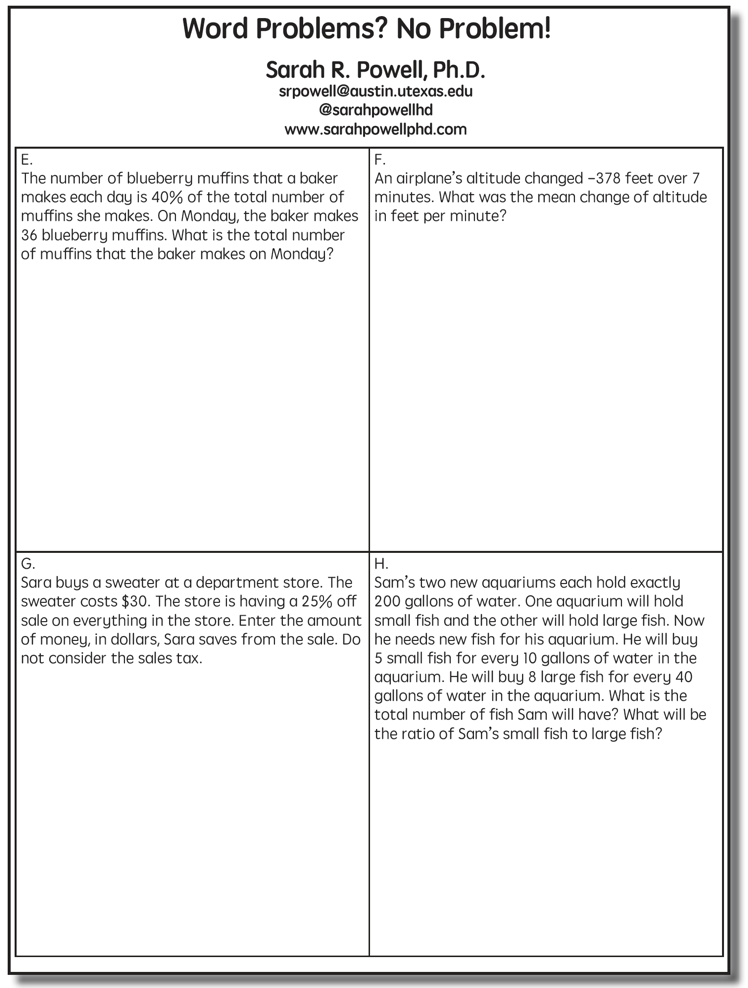 Word Problems? No Problem!
Sarah R. Powell, Ph.D.
srpowell@austin.utexas.edu
@sarahpowellhd
www.sarahpowellphd.com
E.
The number of blueberry muffins that a baker
makes each day is 40% of the total number of
muffins she makes. On Monday, the baker makes
36 blueberry muffins. What is the total number
of muffins that the baker makes on Monday?
F.
An airplane's altitude changed –378 feet over 7
minutes. What was the mean change of altitude
in feet per minute?
G.
Sara buys a sweater at a department store. The
sweater costs $30. The store is having a 25% off
sale on everything in the store. Enter the amount
of money, in dollars, Sara saves from the sale. Do
not consider the sales tax.
H.
Sam's two new aquariums each hold exactly
200 gallons of water. One aquarium will hold
small fish and the other will hold large fish. Now
he needs new fish for his aquarium. He will buy
5 small fish for every 10 gallons of water in the
aquarium. He will buy 8 large fish for every 40
gallons of water in the aquarium. What is the
total number of fish Sam will have? What will be
the ratio of Sam's small fish to large fish?